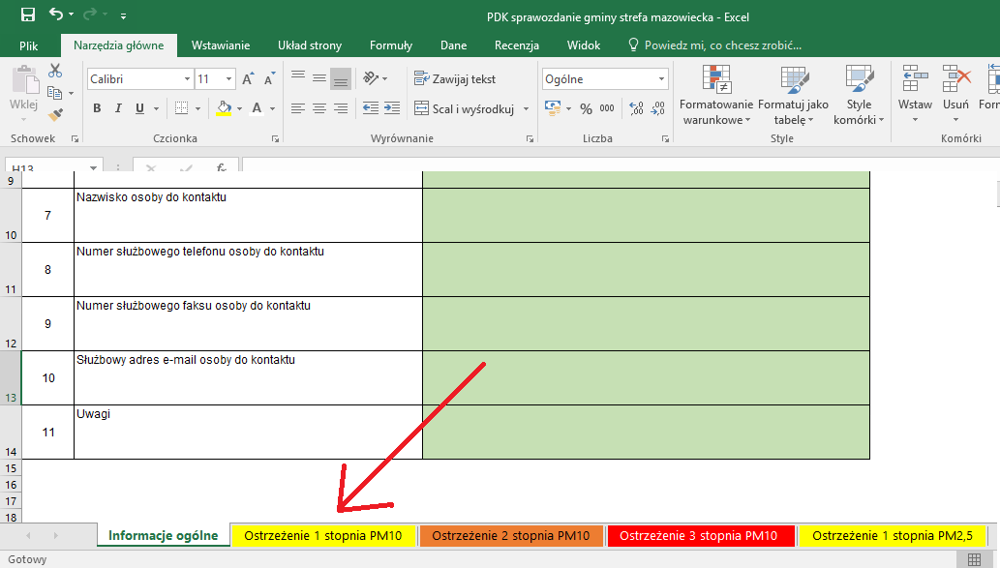 PDK sprawozdanie gminy strefa mazowiecka - Excel
Plik Narzędzia główne Wstawianie Układ strony Formuły Dane Recenzja Widok Powiedz mi, co chcesz zrobić...
Wklej
Calibri 11
B I U A
Zawijaj tekst
Scal i wyśrodkuj
Ogólne
% 000
Formatowanie warunkowe
Formatuj jako tabelę
Style komórki
Wstaw
Usuń
Schowek Czcionka Wyrównanie Liczba Style Komórki
H13 fx
9
10 7 Nazwisko osoby do kontaktu
11 8 Numer służbowego telefonu osoby do kontaktu
12 9 Numer służbowego faksu osoby do kontaktu
13 10 Służbowy adres e-mail osoby do kontaktu
14 11 Uwagi
15
16
17
18
Informacje ogólne Ostrzeżenie 1 stopnia PM10 Ostrzeżenie 2 stopnia PM10 Ostrzeżenie 3 stopnia PM10 Ostrzeżenie 1 stopnia PM2,5
Gotowy